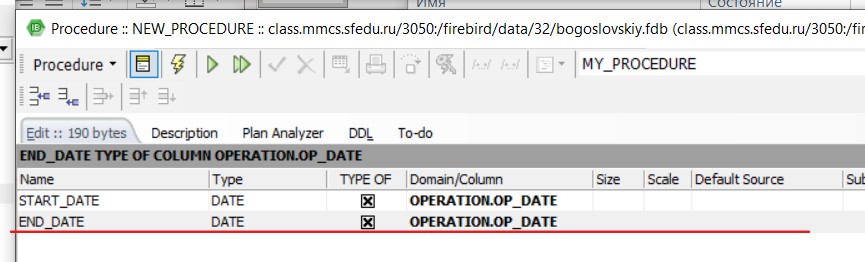 Имя
Состояние
Procedure :: NEW_PROCEDURE :: class.mmcs.sfedu.ru/3050:/firebird/data/32/bogoslovskiy.fdb (class.mmcs.sfedu.ru/3050:/fir
Procedure MY_PROCEDURE
Edit :: 190 bytes Description Plan Analyzer DDL To-do
END_DATE TYPE OF COLUMN OPERATION.OP_DATE
Name Type TYPE OF Domain/Column Size Scale Default Source Sub
START_DATE DATE OPERATION.OP_DATE
END_DATE DATE OPERATION.OP_DATE